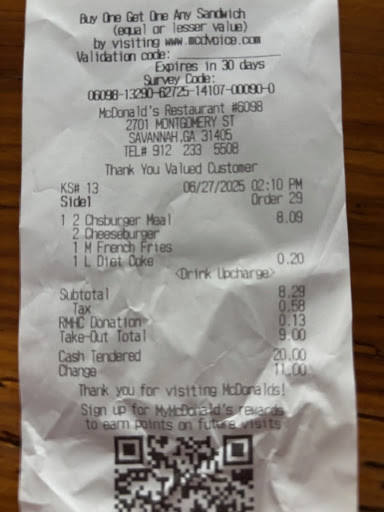 Buy One Get One Any Sandwich
(equal or lesser value)
by visiting www.mcdvoice.com
Validation code: ____________
Expires in 30 days
Survey Code:
06098-13290-62725-14107-00090-0
McDonald's Restaurant #6098
2701 MONTGOMERY ST
SAVANNAH,GA 31405
TEL# 912 233 5508
Thank You Valued Customer
KS# 13 06/27/2025 02:10 PM
Side1 Order 29
1 2 Chsburger Meal 8.09
2 Cheeseburger
1 M French Fries
1 L Diet Coke 0.20
<Drink Upcharge>
Subtotal 8.29
Tax 0.58
RMHC Donation 0.13
Take-Out Total 9.00
Cash Tendered 20.00
Change 11.00
Thank you for visiting McDonalds!
Sign up for MyMcDonald's rewards
to earn points on future visits